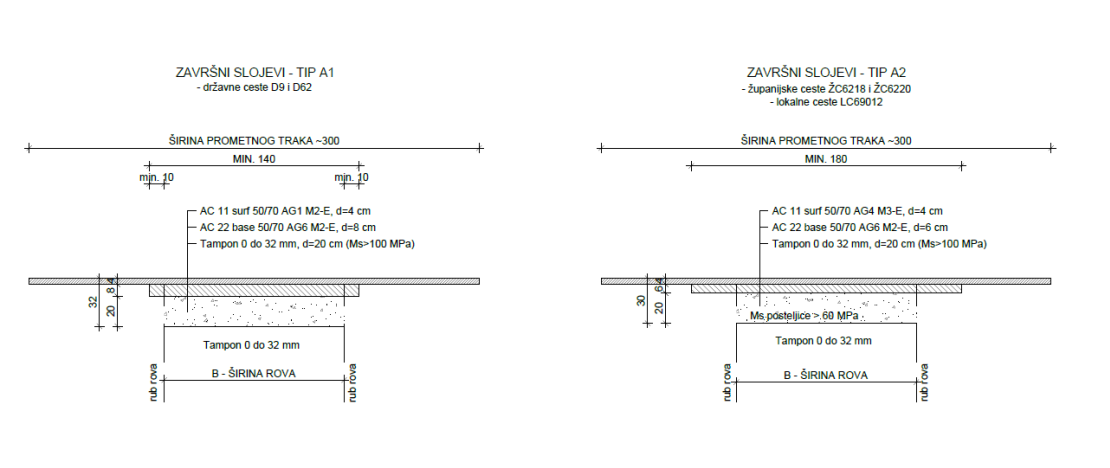 ZAVRŠNI SLOJEVI - TIP A1
- državne ceste D9 i D62
ŠIRINA PROMETNOG TRAKA ~300
MIN. 140
min. 10
min. 10
AC 11 surf 50/70 AG1 M2-E, d=4 cm
AC 22 base 50/70 AG6 M2-E, d=8 cm
Tampon 0 do 32 mm, d=20 cm (Ms>100 MPa)
32
4
8
20
Tampon 0 do 32 mm
B - ŠIRINA ROVA
rub rova
rub rova
ZAVRŠNI SLOJEVI - TIP A2
- županijske ceste ŽC6218 i ŽC6220
- lokalne ceste LC69012
ŠIRINA PROMETNOG TRAKA ~300
MIN. 180
AC 11 surf 50/70 AG4 M3-E, d=4 cm
AC 22 base 50/70 AG6 M2-E, d=6 cm
Tampon 0 do 32 mm, d=20 cm (Ms>100 MPa)
30
4
6
20
Ms posteljice > 60 MPa
Tampon 0 do 32 mm
B - ŠIRINA ROVA
rub rova
rub rova